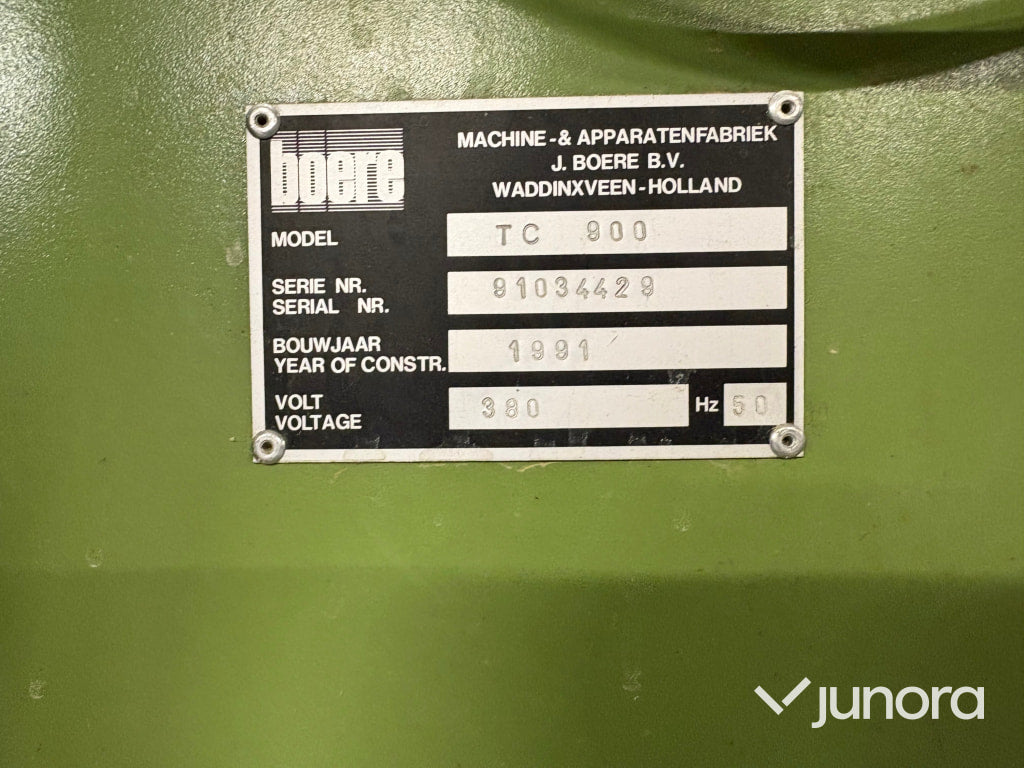 boere
MACHINE-& APPARATENFABRIEK
J. BOERE B.V.
WADDINXVEEN-HOLLAND
MODEL TC 900
SERIE NR.
SERIAL NR. 91034429
BOUWJAAR
YEAR OF CONSTR. 1991
VOLT
VOLTAGE 380 Hz 50
junora